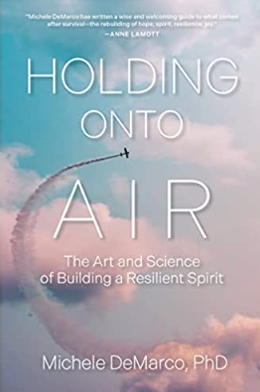 "Michele DeMarco has written a wise and welcoming guide to what comes
after survival—the rebuilding of hope, spirit, resilience, joy."
—ANNE LAMOTT
HOLDING
ONTO
AIR
The Art and Science
of Building a Resilient Spirit
Michele DeMarco, PhD